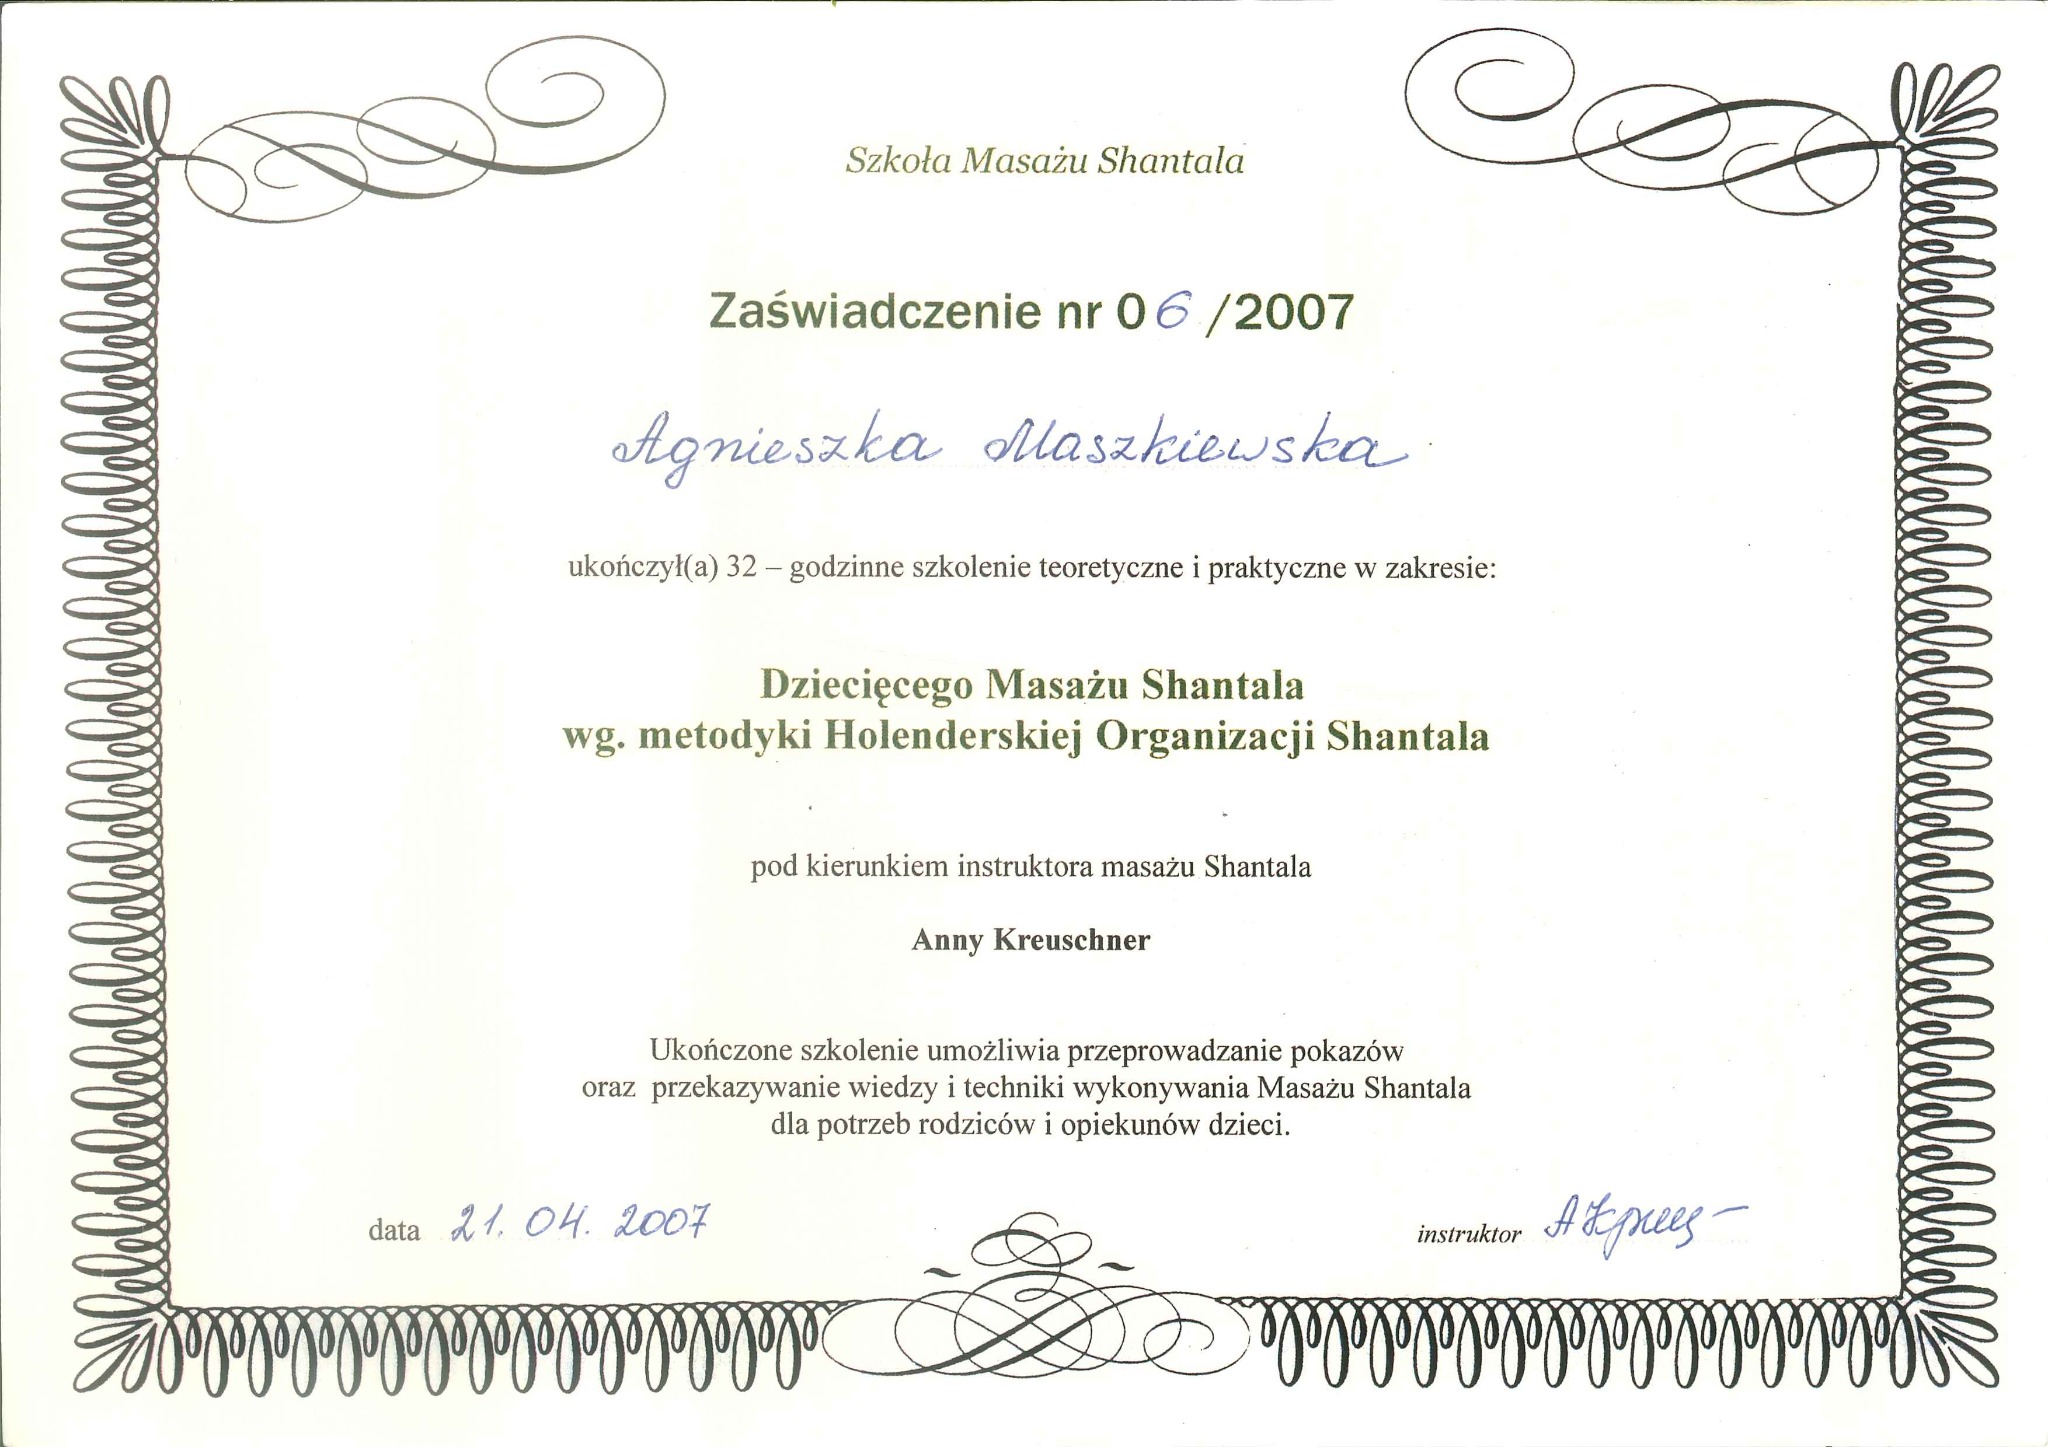 Szkoła Masażu Shantala
Zaświadczenie nr 06/2007
Agnieszka Maszkiewska
ukończył(a) 32 – godzinne szkolenie teoretyczne i praktyczne w zakresie:
Dziecięcego Masażu Shantala
wg. metodyki Holenderskiej Organizacji Shantala
pod kierunkiem instruktora masażu Shantala
Anny Kreuschner
Ukończone szkolenie umożliwia przeprowadzanie pokazów
oraz przekazywanie wiedzy i techniki wykonywania Masażu Shantala
dla potrzeb rodziców i opiekunów dzieci.
data 21. 04. 2007
instruktor